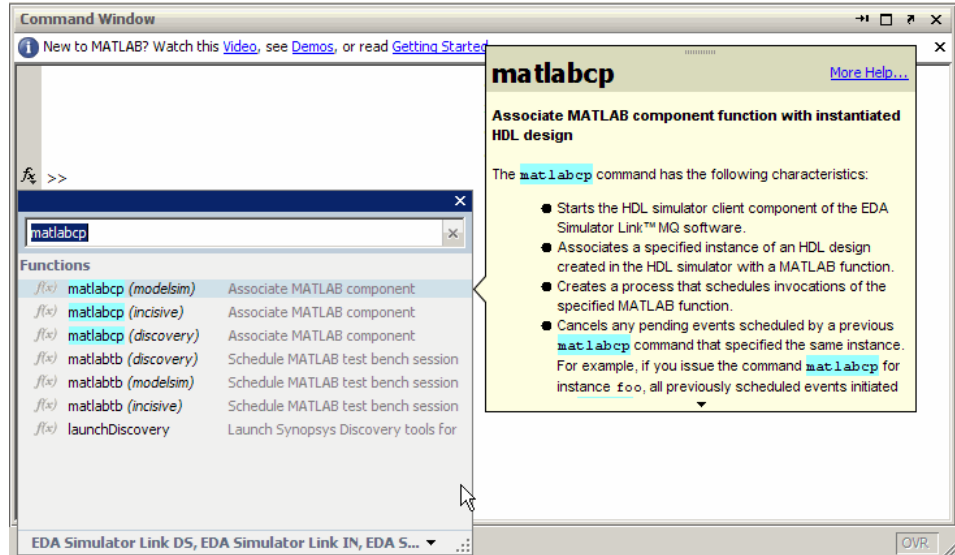 Command Window
New to MATLAB? Watch this Video, see Demos, or read Getting Started
fx >>
matlabcp
Functions
f(x) matlabcp (modelsim) Associate MATLAB component
f(x) matlabcp (incisive) Associate MATLAB component
f(x) matlabcp (discovery) Associate MATLAB component
f(x) matlabtb (discovery) Schedule MATLAB test bench session
f(x) matlabtb (modelsim) Schedule MATLAB test bench session
f(x) matlabtb (incisive) Schedule MATLAB test bench session
f(x) launchDiscovery Launch Synopsys Discovery tools for
EDA Simulator Link DS, EDA Simulator Link IN, EDA S...
matlabcp More Help...
Associate MATLAB component function with instantiated
HDL design
The matlabcp command has the following characteristics:
● Starts the HDL simulator client component of the EDA
Simulator Link™ MQ software.
● Associates a specified instance of an HDL design
created in the HDL simulator with a MATLAB function.
● Creates a process that schedules invocations of the
specified MATLAB function.
● Cancels any pending events scheduled by a previous
matlabcp command that specified the same instance.
For example, if you issue the command matlabcp for
instance foo, all previously scheduled events initiated
OVR